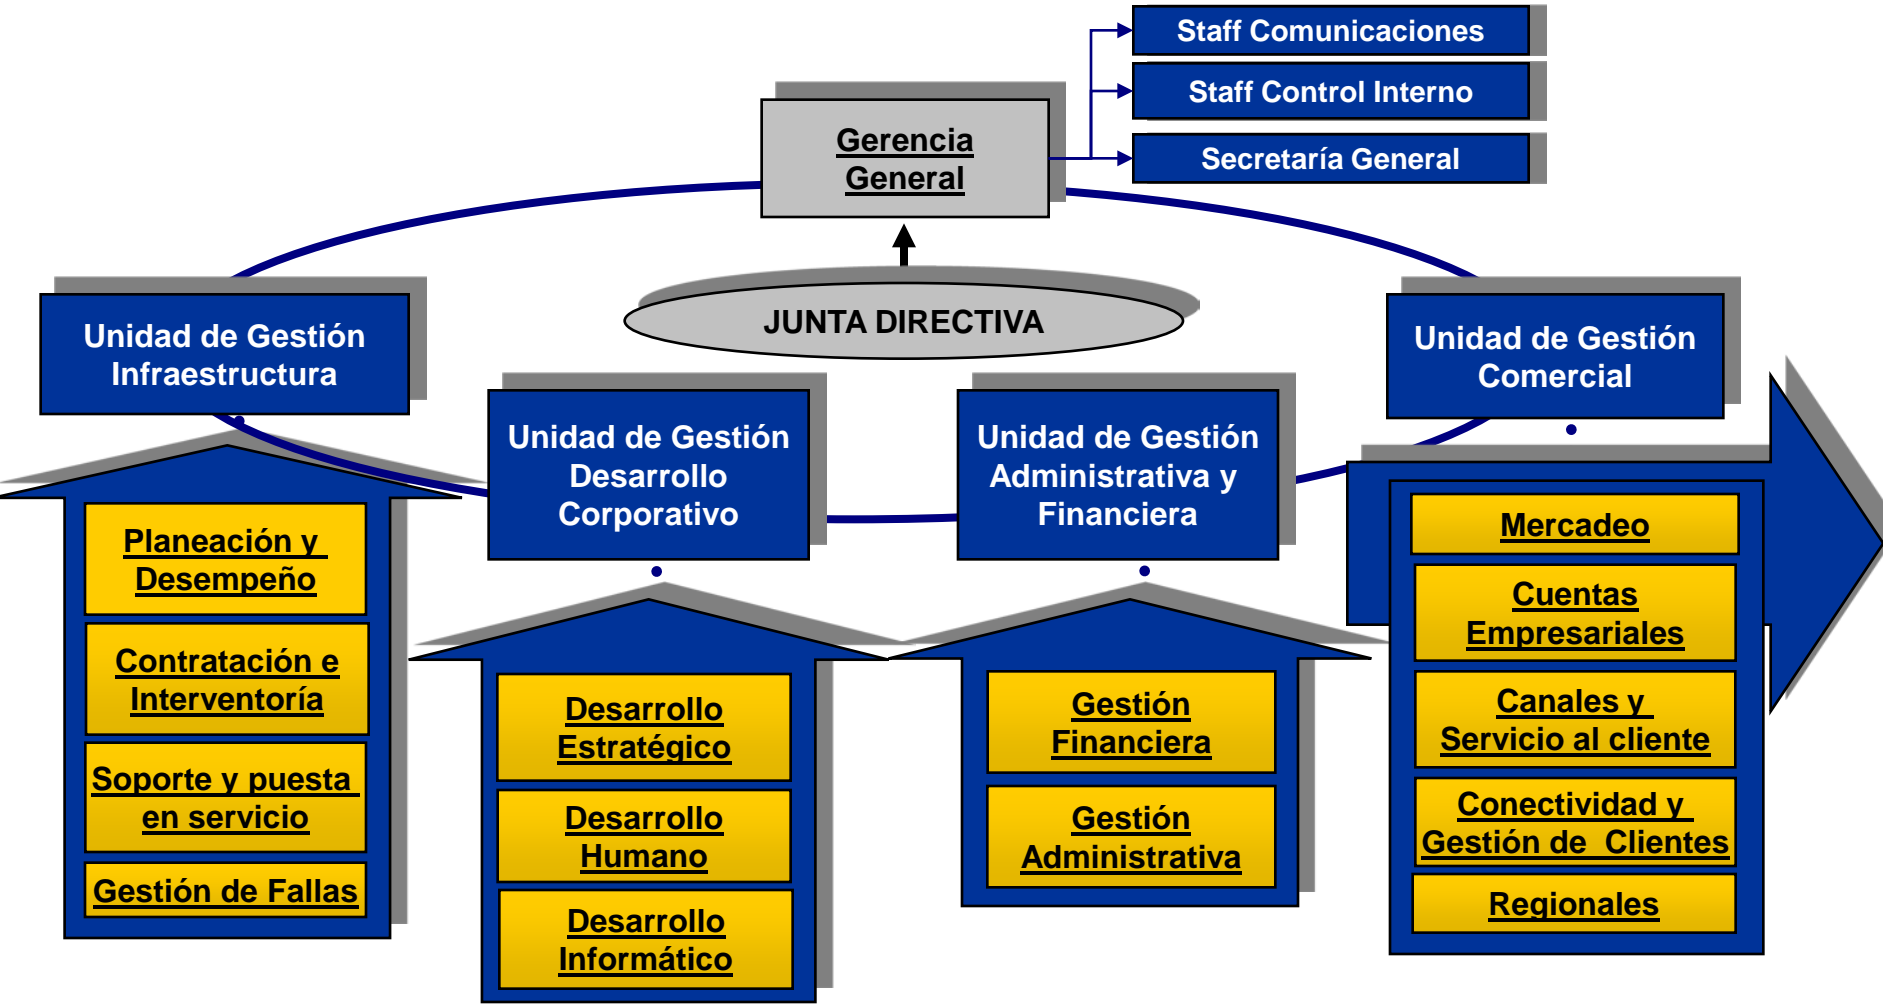 Staff Comunicaciones
Staff Control Interno
Secretaría General
Gerencia
General
JUNTA DIRECTIVA
Unidad de Gestión
Infraestructura
Planeación y
Desempeño
Contratación e
Interventoría
Soporte y puesta
en servicio
Gestión de Fallas
Unidad de Gestión
Desarrollo
Corporativo
Desarrollo
Estratégico
Desarrollo
Humano
Desarrollo
Informático
Unidad de Gestión
Administrativa y
Financiera
Gestión
Financiera
Gestión
Administrativa
Unidad de Gestión
Comercial
Mercadeo
Cuentas
Empresariales
Canales y
Servicio al cliente
Conectividad y
Gestión de  Clientes
Regionales